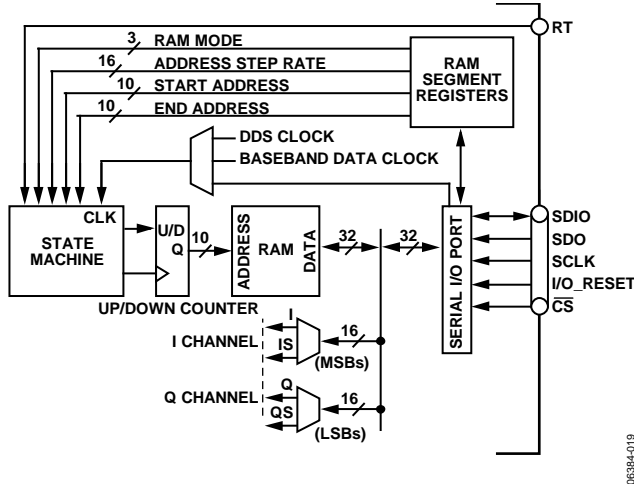 RT
3 RAM MODE
16 ADDRESS STEP RATE
10 START ADDRESS
10 END ADDRESS
RAM
SEGMENT
REGISTERS
DDS CLOCK
BASEBAND DATA CLOCK
CLK
STATE
MACHINE
U/D
Q
10
ADDRESS
RAM
DATA
32
32
SERIAL I/O PORT
SDIO
SDO
SCLK
I/O_RESET
CS
UP/DOWN COUNTER
I CHANNEL
I
IS
16
(MSBs)
Q CHANNEL
Q
QS
16
(LSBs)
06384-019